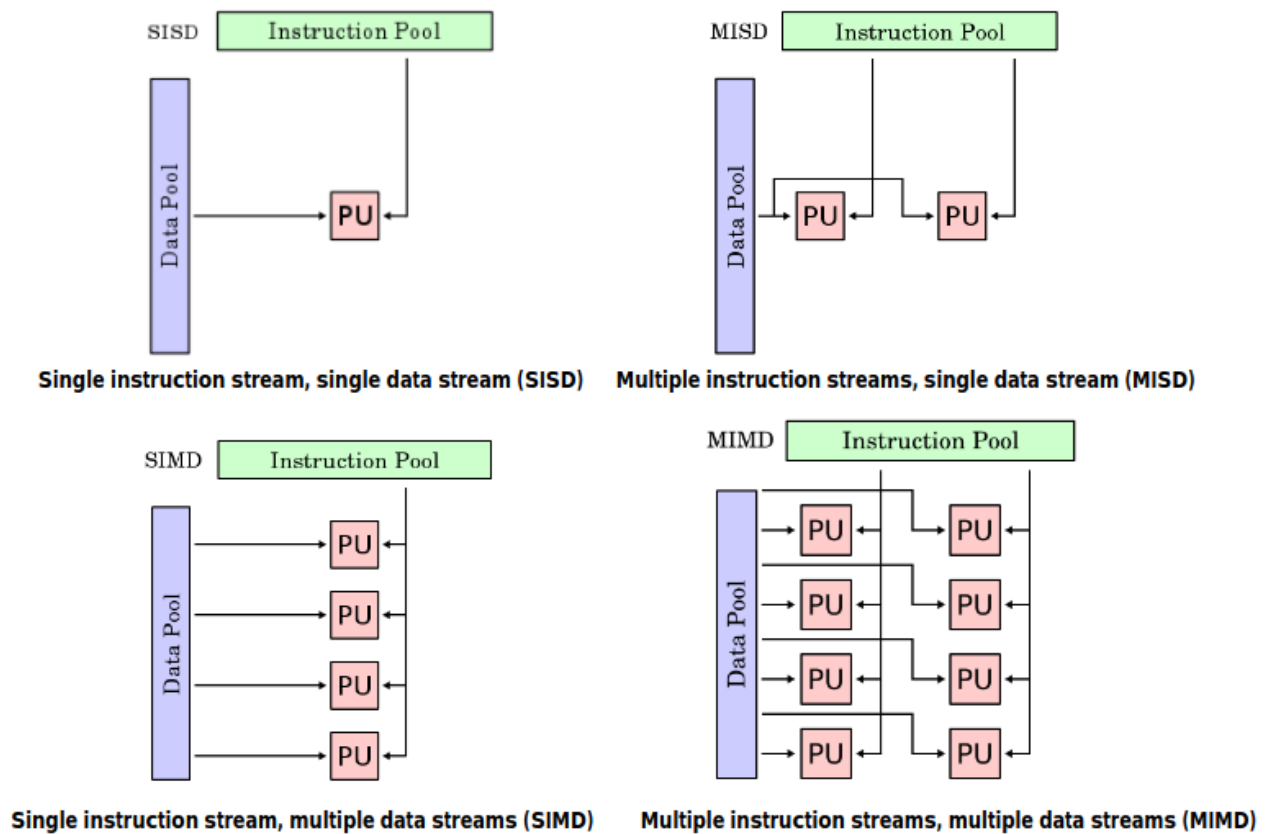 SISD Instruction Pool
Data Pool
PU
Single instruction stream, single data stream (SISD)
MISD Instruction Pool
Data Pool
PU PU
Multiple instruction streams, single data stream (MISD)
SIMD Instruction Pool
Data Pool
PU
PU
PU
PU
Single instruction stream, multiple data streams (SIMD)
MIMD Instruction Pool
Data Pool
PU PU
PU PU
PU PU
PU PU
Multiple instruction streams, multiple data streams (MIMD)